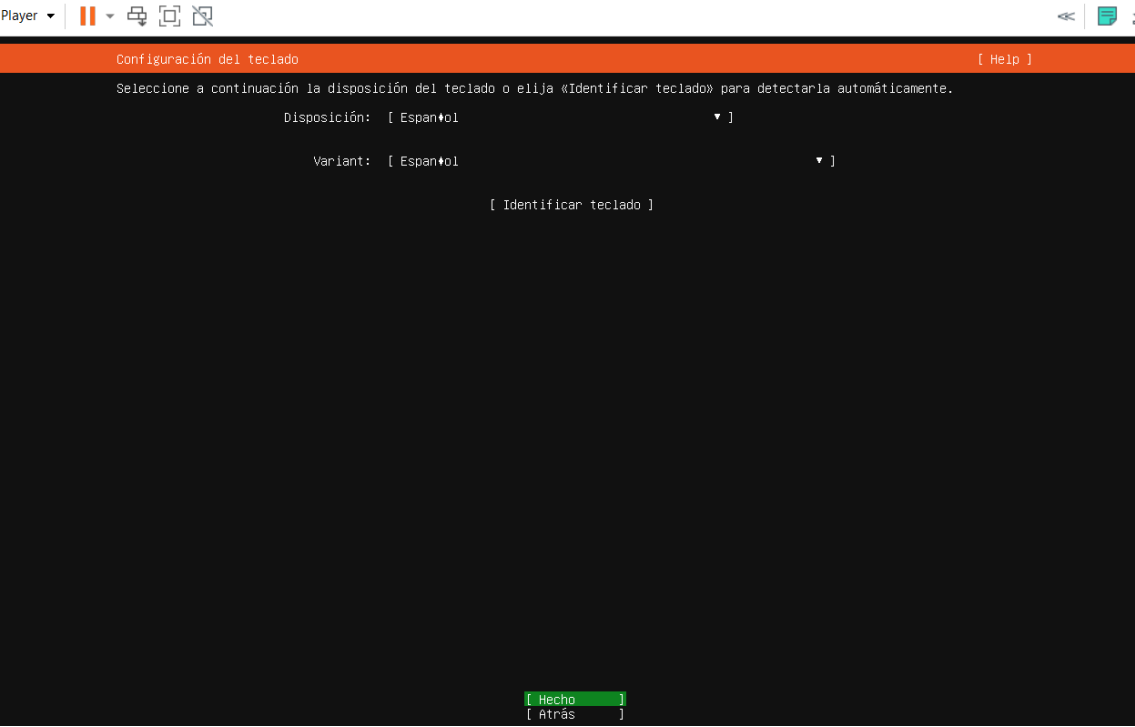 Player
Configuración del teclado [ Help ]
Seleccione a continuación la disposición del teclado o elija «Identificar teclado» para detectarla automáticamente.
Disposición: [ Espan♦ol ▾ ]
Variant: [ Espan♦ol ▾ ]
[ Identificar teclado ]
[ Hecho ]
[ Atrás ]